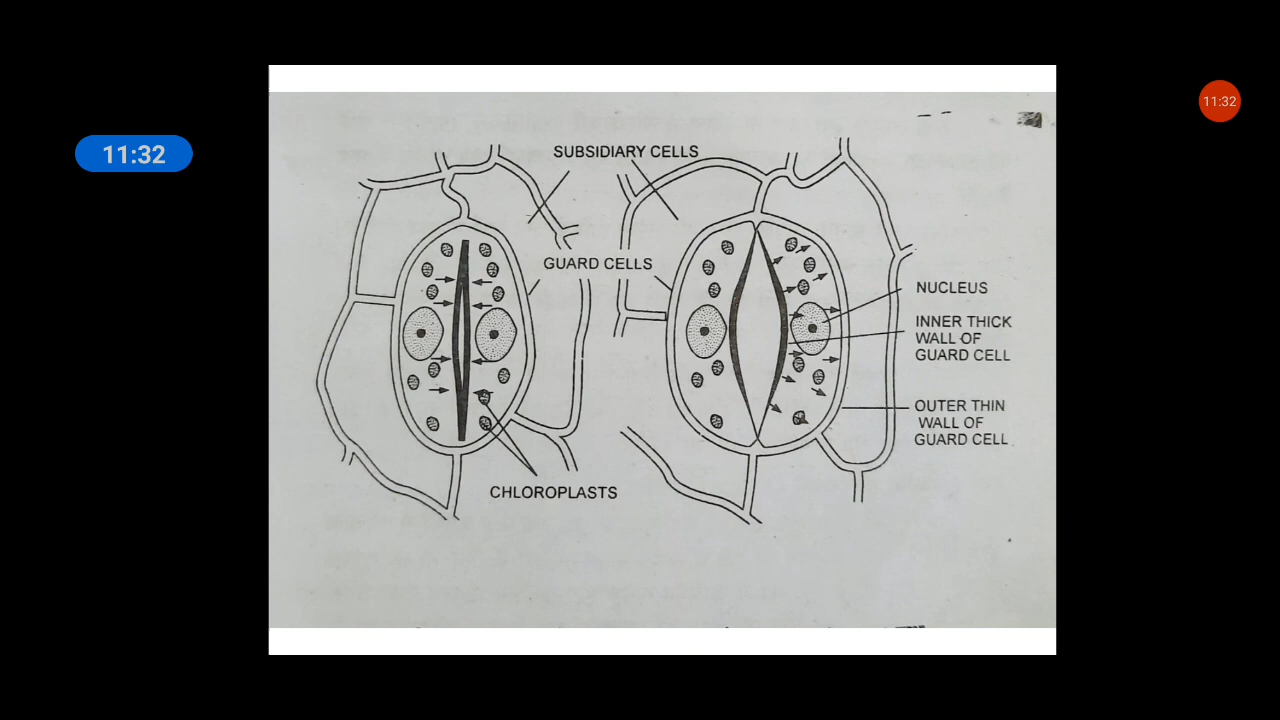 11:32
11:32
SUBSIDIARY CELLS
GUARD CELLS
NUCLEUS
INNER THICK
WALL OF
GUARD CELL
OUTER THIN
WALL OF
GUARD CELL
CHLOROPLASTS